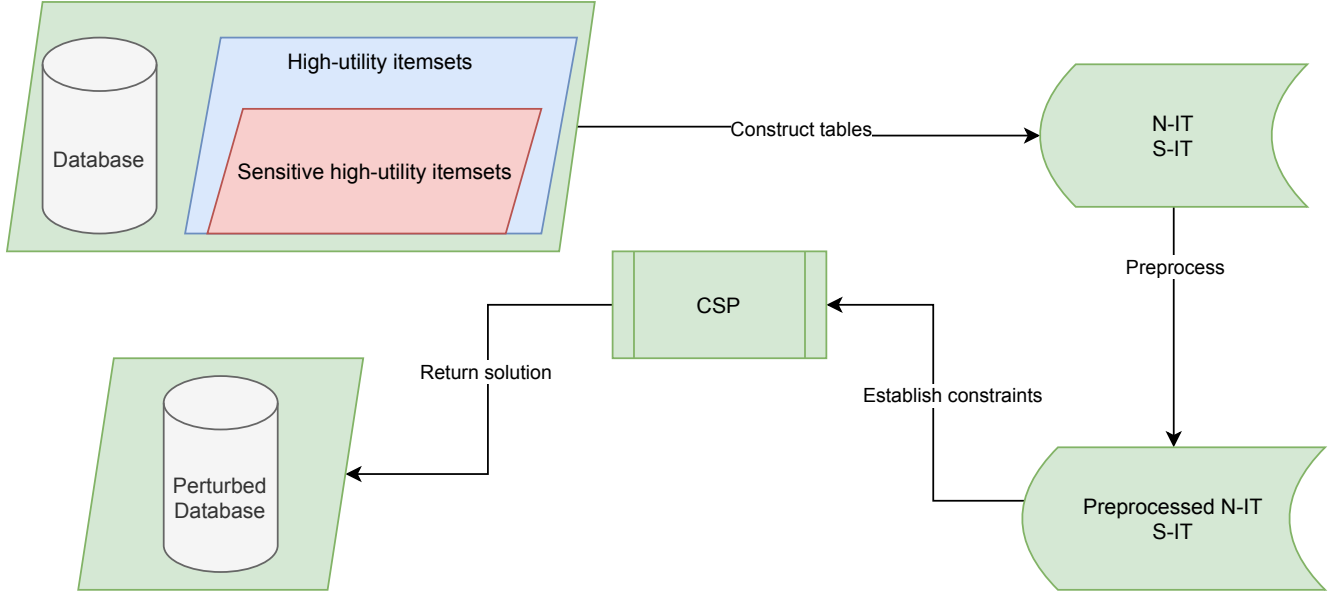 High-utility itemsets
Database
Sensitive high-utility itemsets
Construct tables
N-IT
S-IT
Preprocess
CSP
Return solution
Establish constraints
Perturbed
Database
Preprocessed N-IT
S-IT